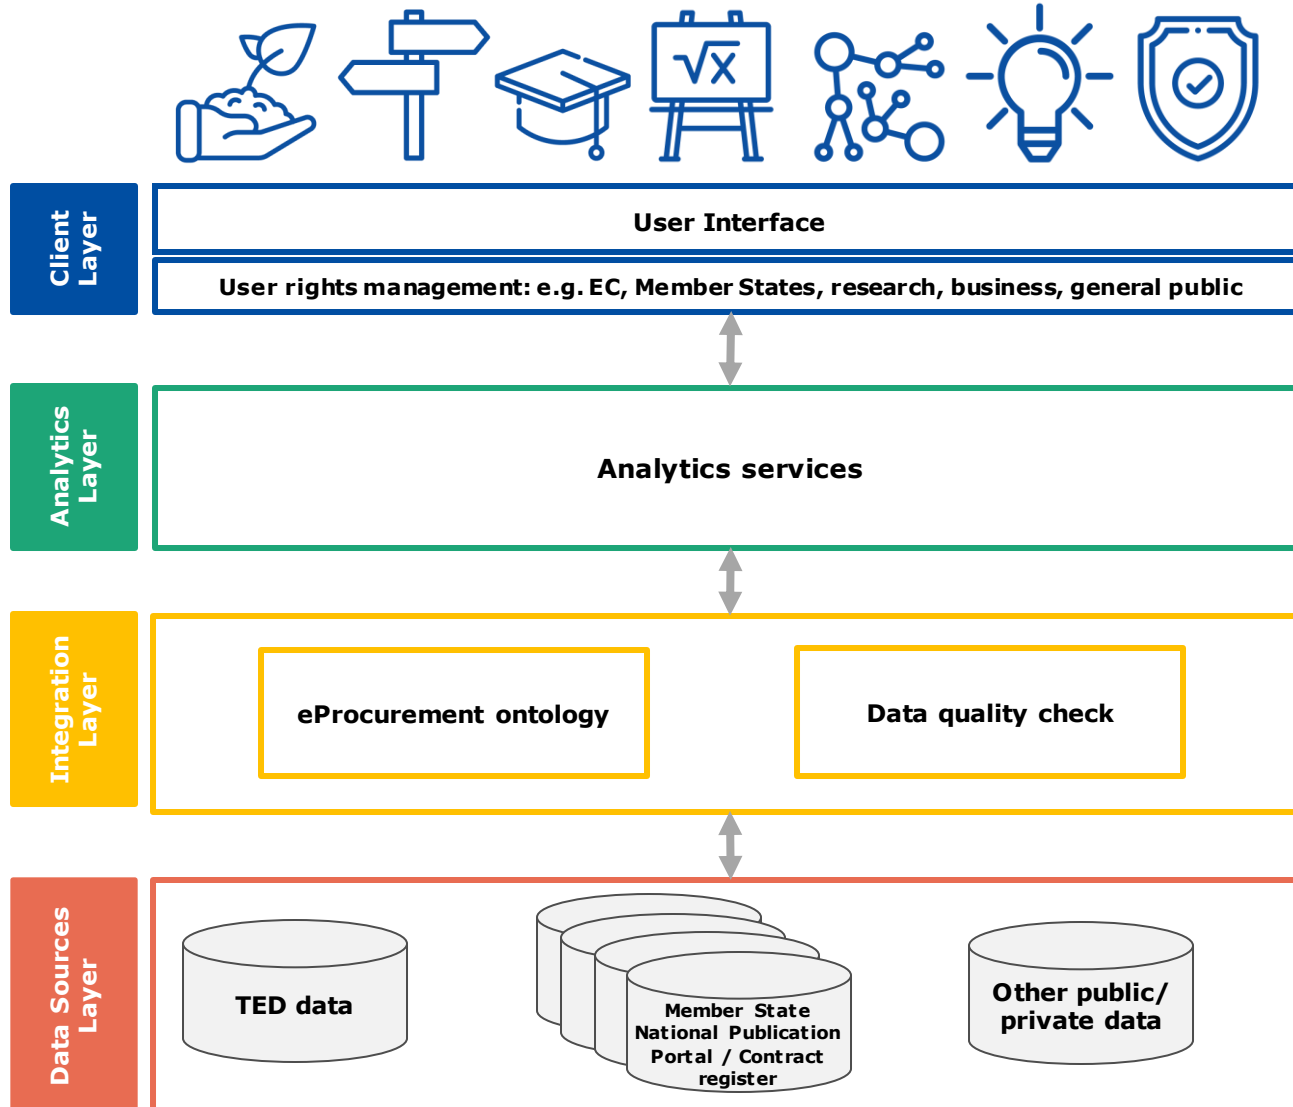 √x
Client
Layer
User Interface
User rights management: e.g. EC, Member States, research, business, general public
Analytics
Layer
Analytics services
Integration
Layer
eProcurement ontology
Data quality check
Data Sources
Layer
TED data
Member State
National Publication
Portal / Contract
register
Other public/
private data